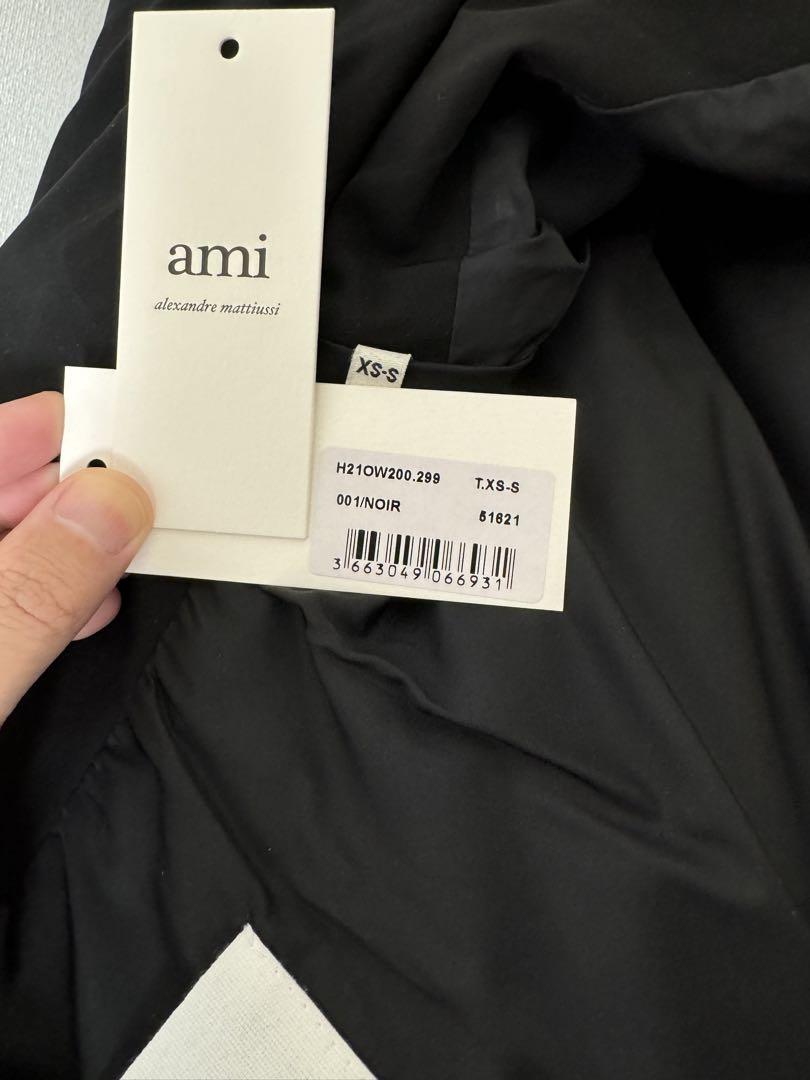 ami
alexandre mattiussi
XS-S
H21OW200.299 T.XS-S
001/NOIR 51621
3663049066931